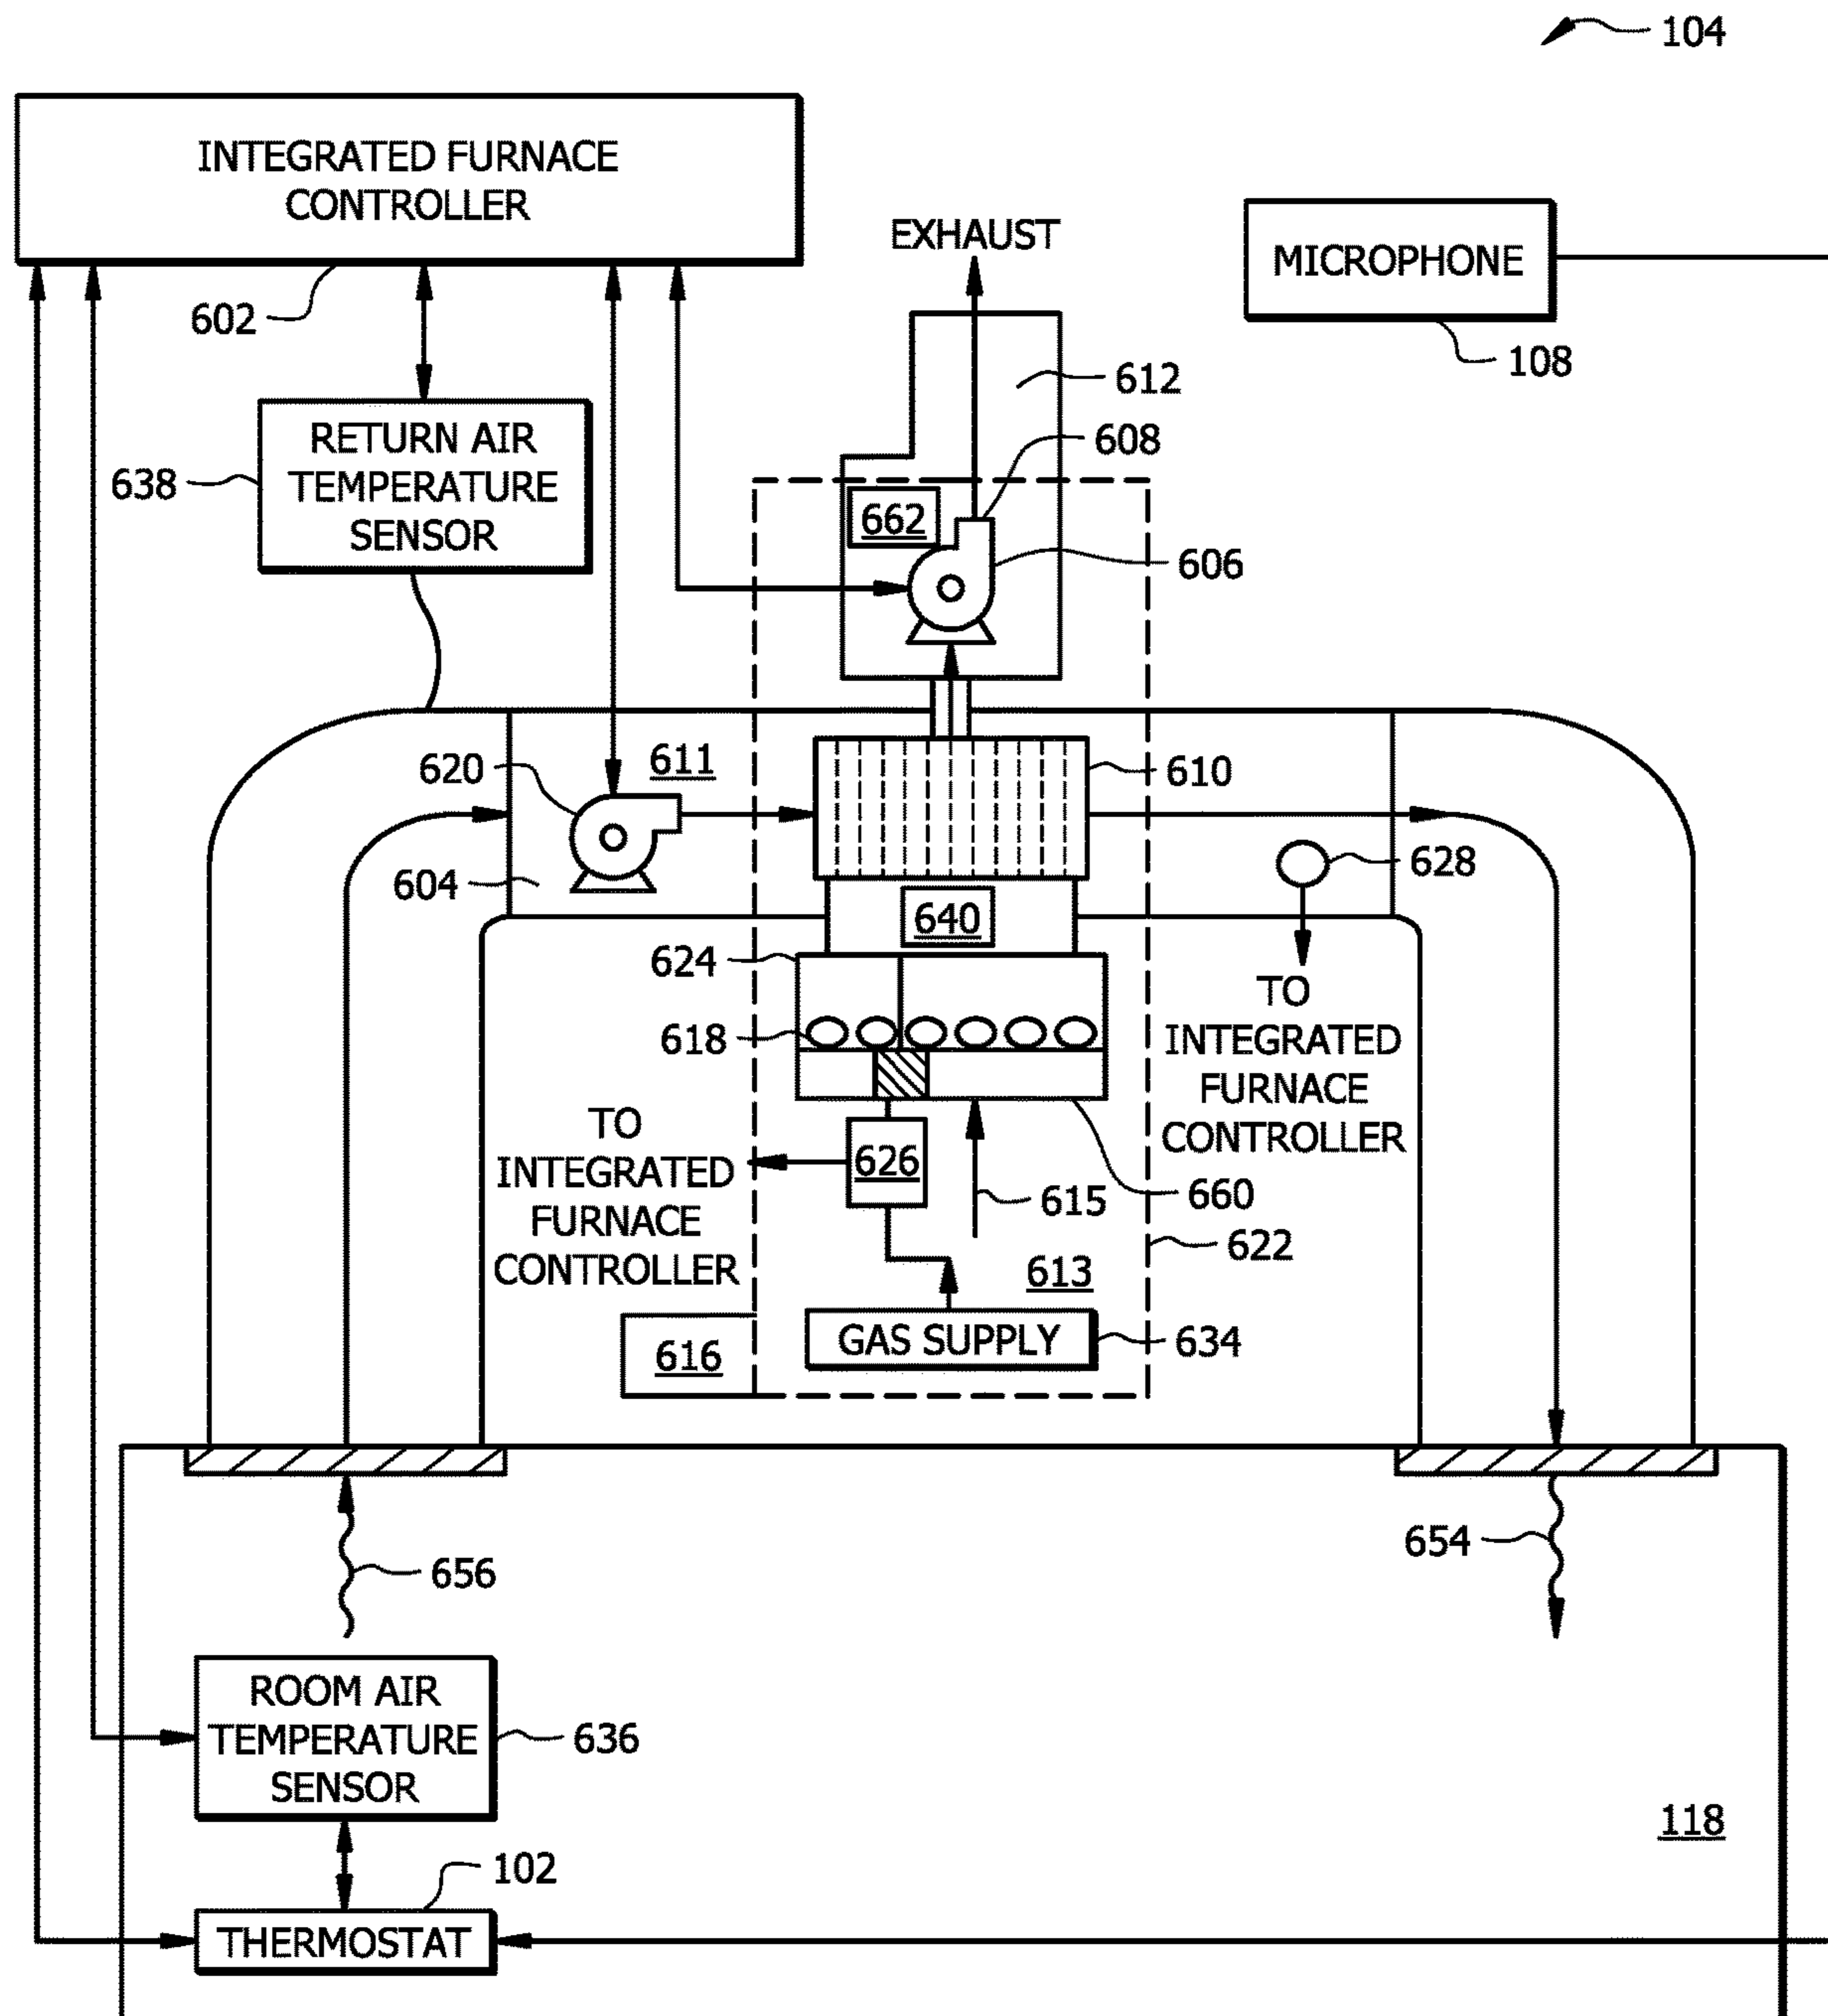 104
INTEGRATED FURNACE
CONTROLLER
602
EXHAUST
MICROPHONE
108
612
608
RETURN AIR
TEMPERATURE
SENSOR
638
662
606
620
611
610
604
628
640
624
618
TO
INTEGRATED
FURNACE
CONTROLLER
TO
INTEGRATED
FURNACE
CONTROLLER
626
615
660
622
613
616
GAS SUPPLY
634
656
654
ROOM AIR
TEMPERATURE
SENSOR
636
118
102
THERMOSTAT